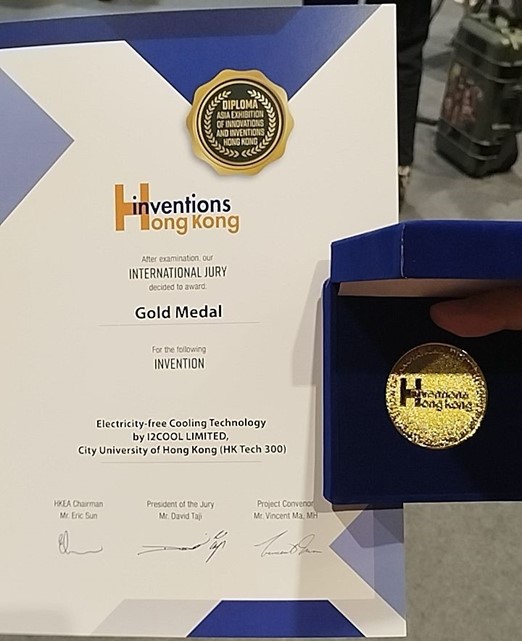 DIPLOMA
ASIA EXHIBITION
OF INNOVATIONS
AND INVENTIONS
HONG KONG
inventions
Hong Kong
After examination, our
INTERNATIONAL JURY
decided to award:
Gold Medal
For the following
INVENTION
Electricity-free Cooling Technology
by I2COOL LIMITED,
City University of Hong Kong (HK Tech 300)
HKEA Chairman
Mr. Eric Sun
President of the Jury
Mr. David Taji
Project Convenor
Mr. Vincent Ma, MH
inventions
Hong Kong